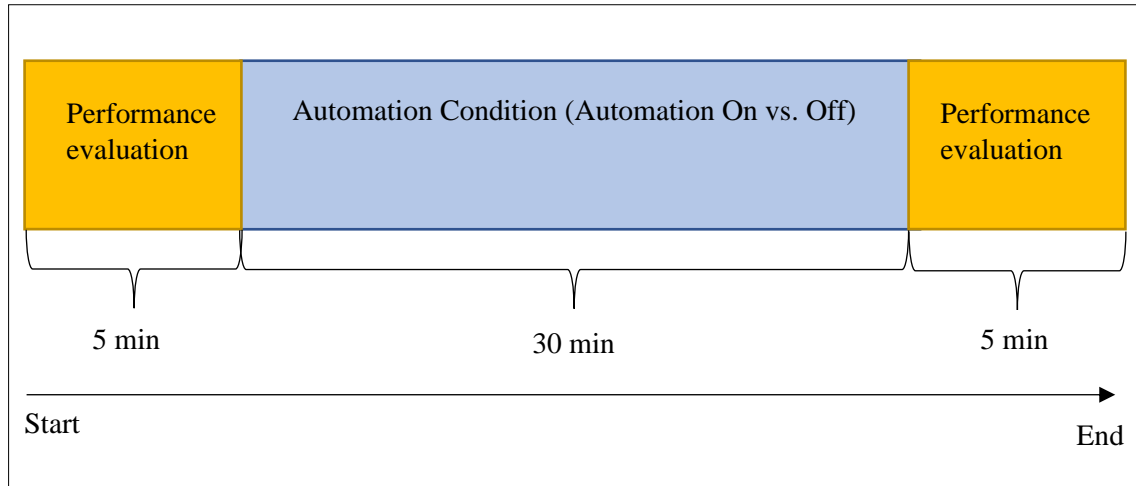 Performance
evaluation
Automation Condition (Automation On vs. Off)
Performance
evaluation
5 min
30 min
5 min
Start
End